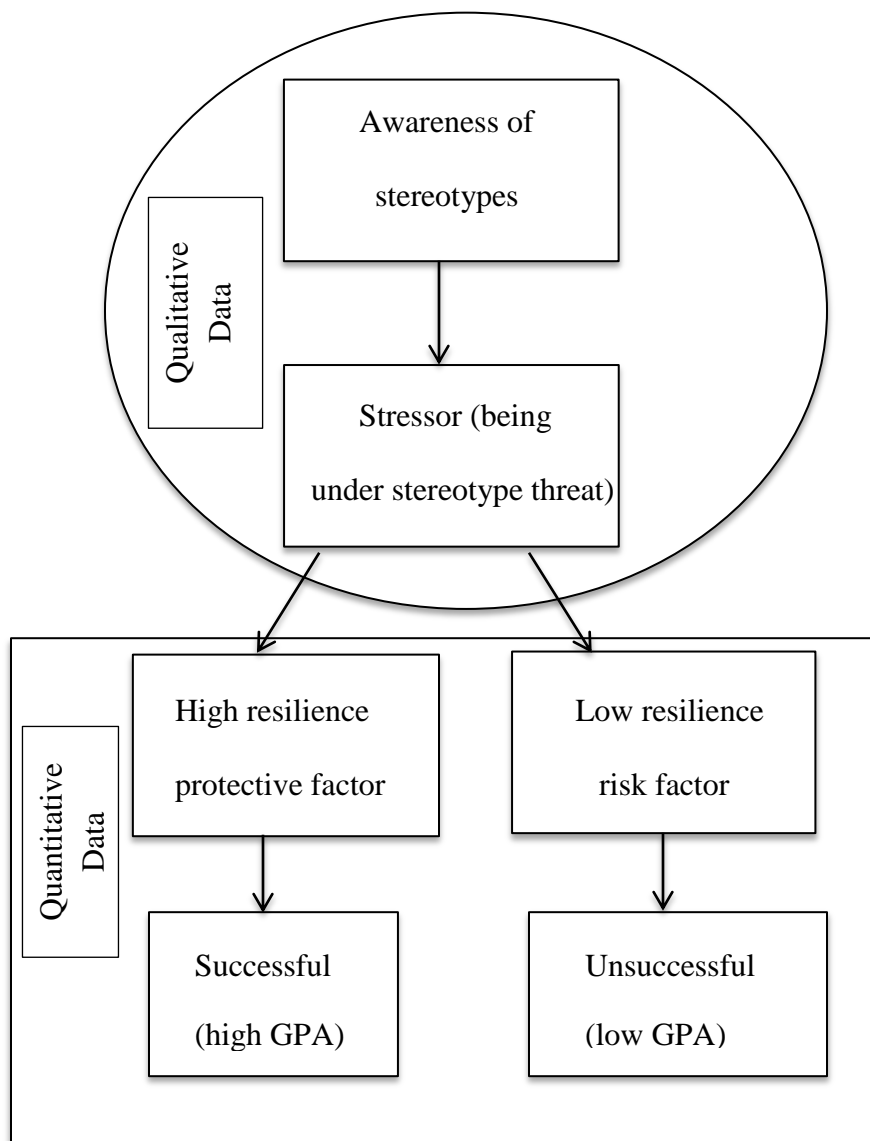 Awareness of
stereotypes
Qualitative
Data
Stressor (being
under stereotype threat)
High resilience
protective factor
Low resilience
risk factor
Quantitative
Data
Successful
(high GPA)
Unsuccessful
(low GPA)